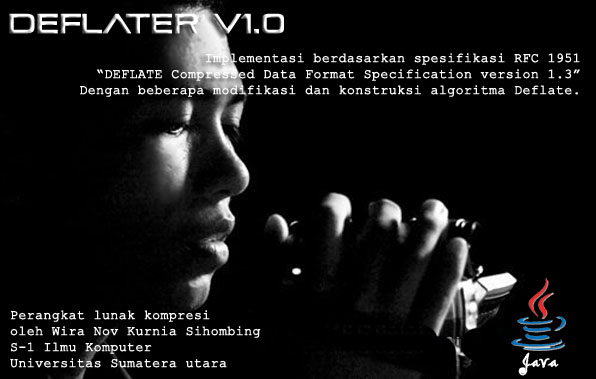 DEFLATER V1.0
Implementasi berdasarkan spesifikasi RFC 1951
“DEFLATE Compressed Data Format Specification version 1.3”
Dengan beberapa modifikasi dan konstruksi algoritma Deflate.
Perangkat lunak kompresi
oleh Wira Nov Kurnia Sihombing
S-1 Ilmu Komputer
Universitas Sumatera utara
Java